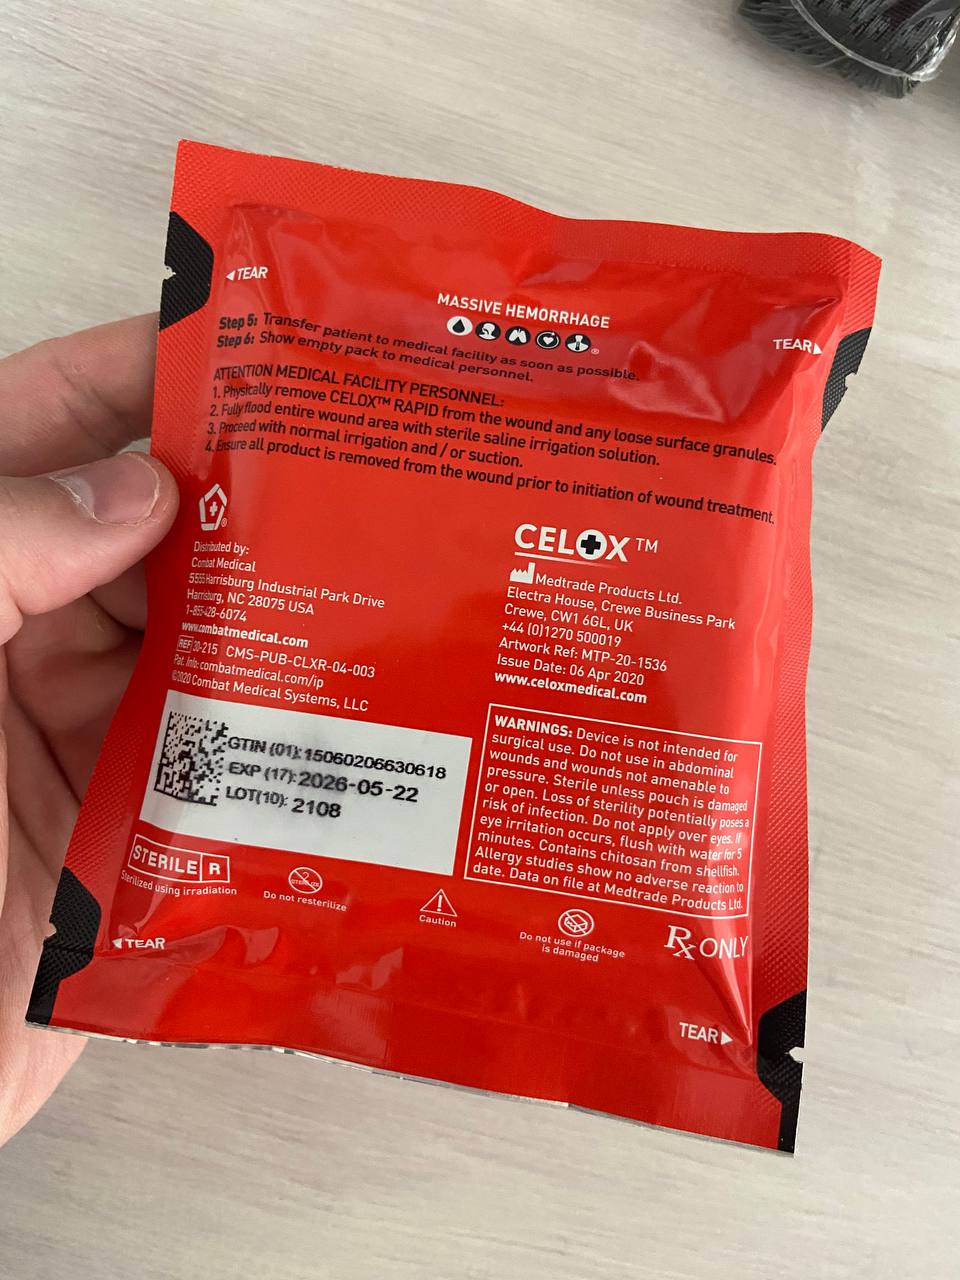 ◀ TEAR
MASSIVE HEMORRHAGE
TEAR ▶
Step 5: Transfer patient to medical facility as soon as possible.
Step 6: Show empty pack to medical personnel.
ATTENTION MEDICAL FACILITY PERSONNEL:
1. Physically remove CELOX™ RAPID from the wound and any loose surface granules.
2. Fully flood entire wound area with sterile saline irrigation solution.
3. Proceed with normal irrigation and / or suction.
4. Ensure all product is removed from the wound prior to initiation of wound treatment.
Distributed by:
Combat Medical
5555 Harrisburg Industrial Park Drive
Harrisburg, NC 28075 USA
1-855-428-6074
www.combatmedical.com
REF 30-215 CMS-PUB-CLXR-04-003
Pat. Info: combatmedical.com/ip
©2020 Combat Medical Systems, LLC
CELOX™
Medtrade Products Ltd.
Electra House, Crewe Business Park
Crewe, CW1 6GL, UK
+44 (0)1270 500019
Artwork Ref: MTP-20-1536
Issue Date: 06 Apr 2020
www.celoxmedical.com
GTIN (01): 15060206630618
EXP (17): 2026-05-22
LOT(10): 2108
WARNINGS: Device is not intended for
surgical use. Do not use in abdominal
wounds and wounds not amenable to
pressure. Sterile unless pouch is damaged
or open. Loss of sterility potentially poses a
risk of infection. Do not apply over eyes. If
eye irritation occurs, flush with water for 5
minutes. Contains chitosan from shellfish.
Allergy studies show no adverse reaction to
date. Data on file at Medtrade Products Ltd.
STERILE R
Sterilized using irradiation
2
STERILIZE
Do not resterilize
Caution
Do not use if package
is damaged
Rx ONLY
◀ TEAR
TEAR ▶